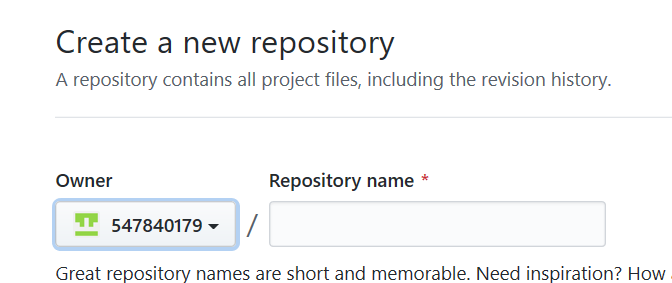 Create a new repository
A repository contains all project files, including the revision history.
Owner
Repository name *
547840179
/
Great repository names are short and memorable. Need inspiration? How